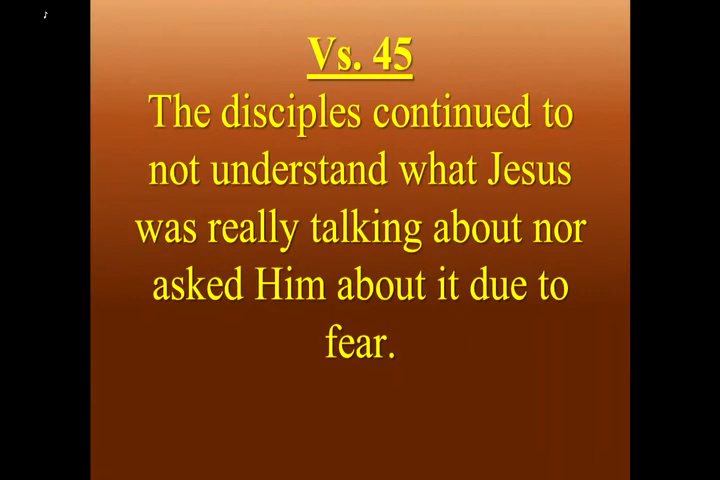 Vs. 45
The disciples continued to
not understand what Jesus
was really talking about nor
asked Him about it due to
fear.